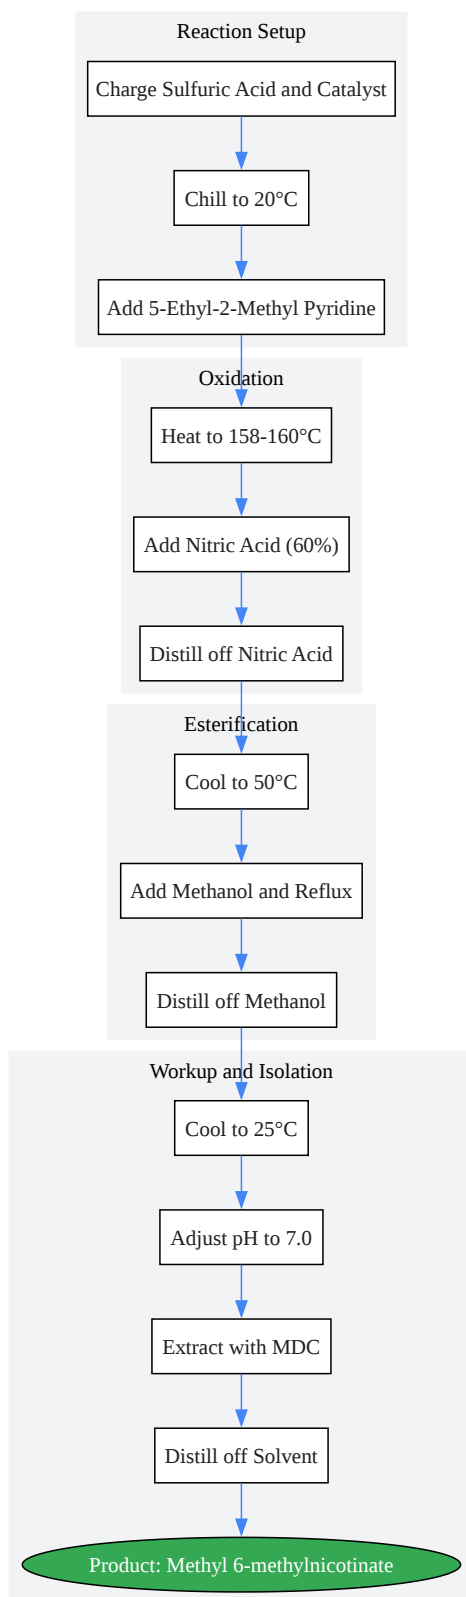 Reaction Setup
Charge Sulfuric Acid and Catalyst
Chill to 20°C
Add 5-Ethyl-2-Methyl Pyridine
Oxidation
Heat to 158-160°C
Add Nitric Acid (60%)
Distill off Nitric Acid
Esterification
Cool to 50°C
Add Methanol and Reflux
Distill off Methanol
Workup and Isolation
Cool to 25°C
Adjust pH to 7.0
Extract with MDC
Distill off Solvent
Product: Methyl 6-methylnicotinate